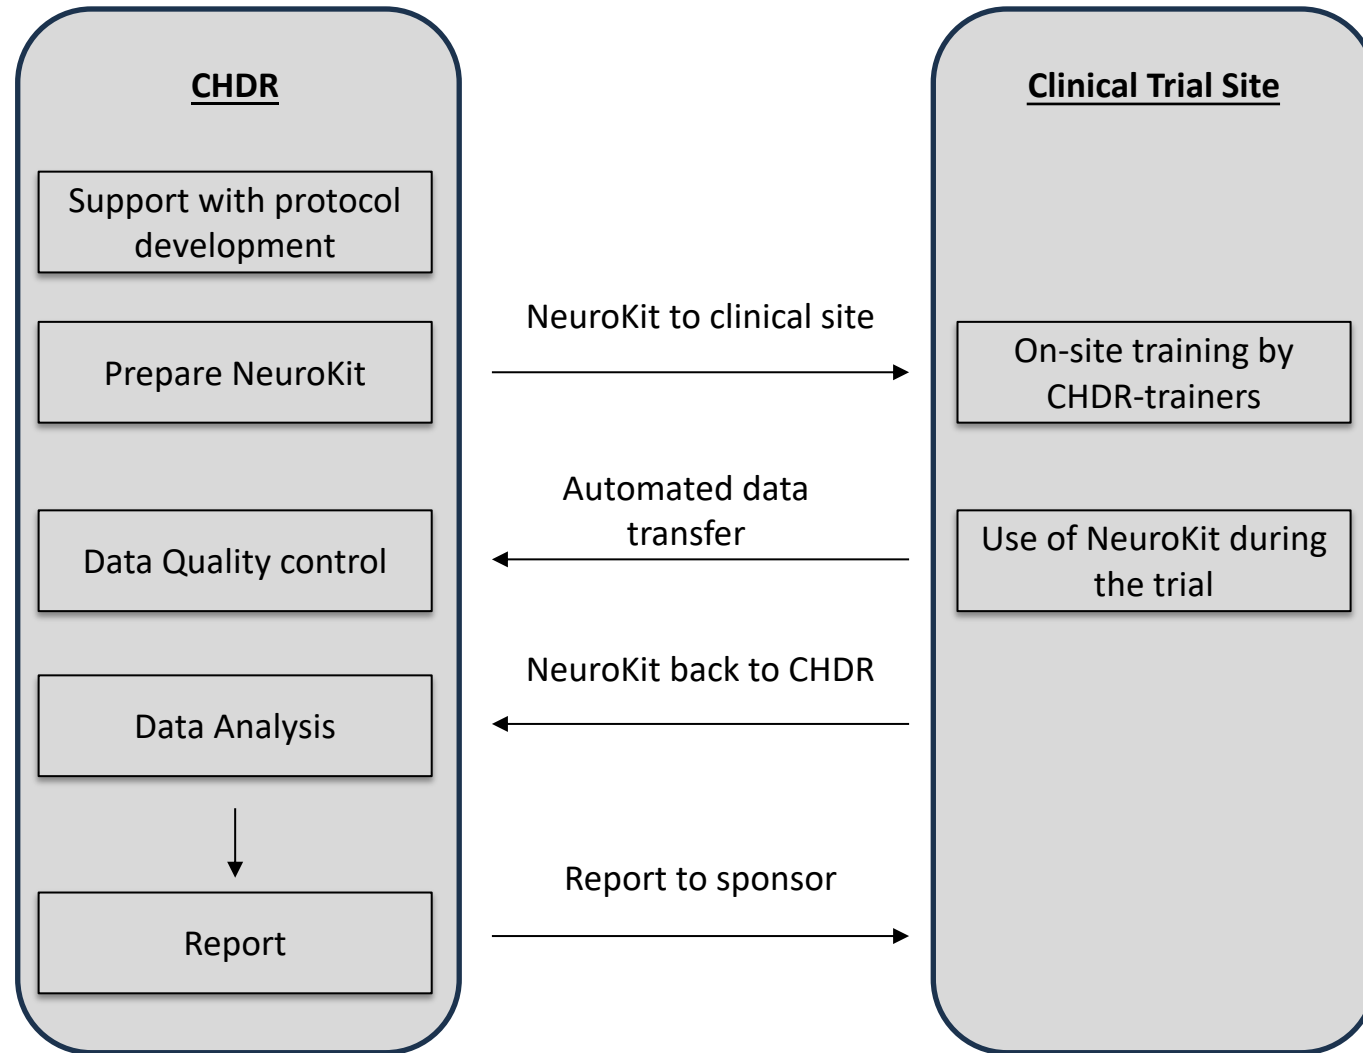 CHDR
Support with protocol
development
Prepare NeuroKit
Data Quality control
Data Analysis
Report
NeuroKit to clinical site
Automated data
transfer
NeuroKit back to CHDR
Report to sponsor
Clinical Trial Site
On-site training by
CHDR-trainers
Use of NeuroKit during
the trial